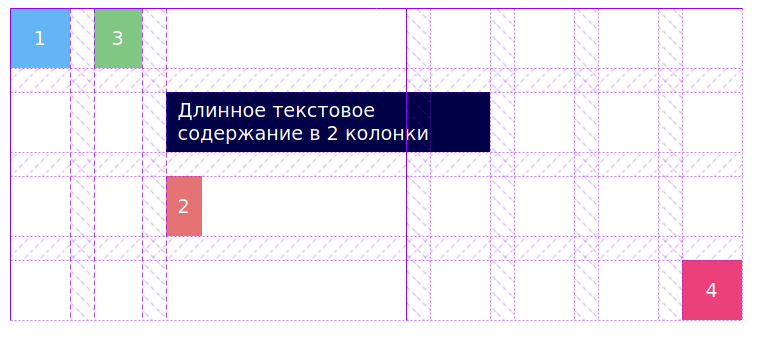 1
3
Длинное текстовое
содержание в 2 колонки
2
4